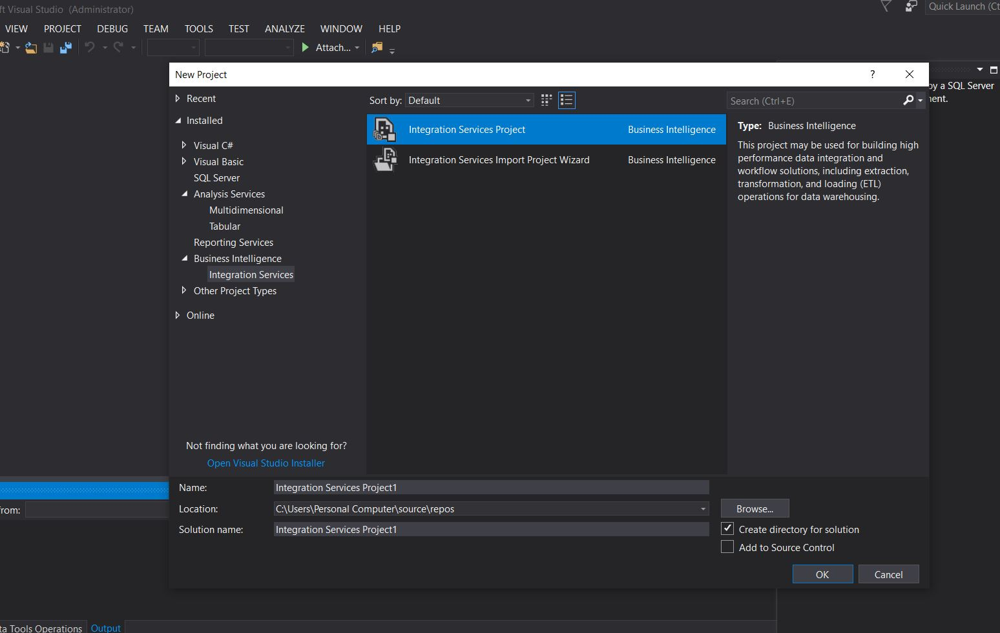 ft Visual Studio (Administrator)
Quick Launch (Ct
VIEW PROJECT DEBUG TEAM TOOLS TEST ANALYZE WINDOW HELP
Attach...
New Project
?
by a SQL Server
nent.
Recent
Installed
Visual C#
Visual Basic
SQL Server
Analysis Services
Multidimensional
Tabular
Reporting Services
Business Intelligence
Integration Services
Other Project Types
Online
Not finding what you are looking for?
Open Visual Studio Installer
Sort by: Default
Integration Services Project Business Intelligence
Integration Services Import Project Wizard Business Intelligence
Search (Ctrl+E)
Type: Business Intelligence
This project may be used for building high
performance data integration and
workflow solutions, including extraction,
transformation, and loading (ETL)
operations for data warehousing.
Name: Integration Services Project1
Location: C:\Users\Personal Computer\source\repos
Browse...
Solution name: Integration Services Project1
Create directory for solution
Add to Source Control
OK Cancel
from:
ta Tools Operations Output